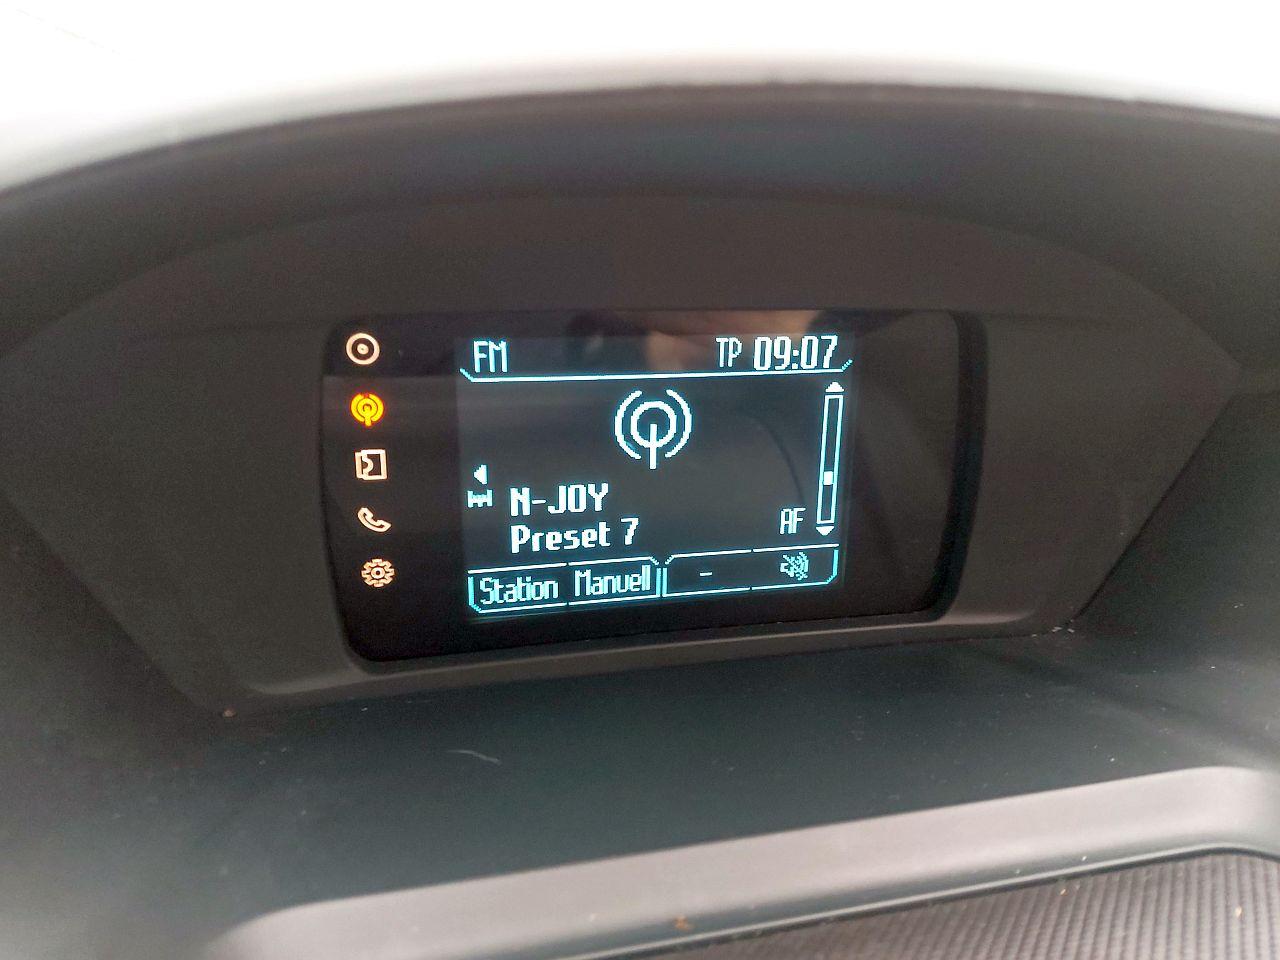 FM TP 09:07
N-JOY
Preset 7 AF
Station Manuell -